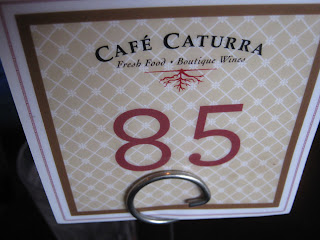 CAFÉ CATURRA
Fresh Food • Boutique Wines
85